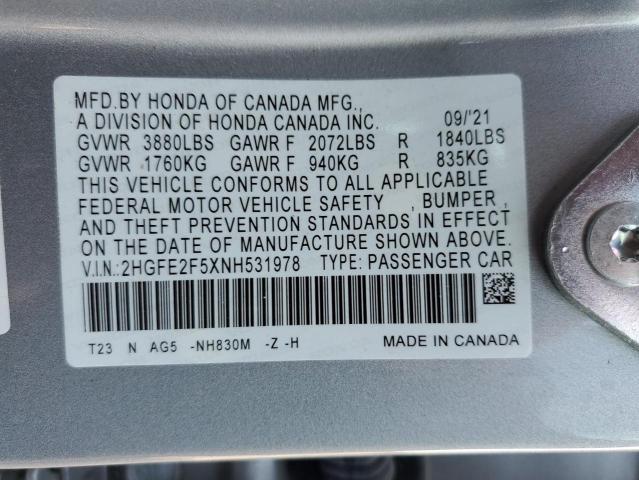 MFD.BY HONDA OF CANADA MFG.,
A DIVISION OF HONDA CANADA INC. 09/'21
GVWR 3880LBS GAWR F 2072LBS R 1840LBS
GVWR 1760KG GAWR F 940KG R 835KG
THIS VEHICLE CONFORMS TO ALL APPLICABLE
FEDERAL MOTOR VEHICLE SAFETY , BUMPER ,
AND THEFT PREVENTION STANDARDS IN EFFECT
ON THE DATE OF MANUFACTURE SHOWN ABOVE.
V.I.N.:2HGFE2F5XNH531978 TYPE: PASSENGER CAR
T23 N AG5 -NH830M -Z -H MADE IN CANADA